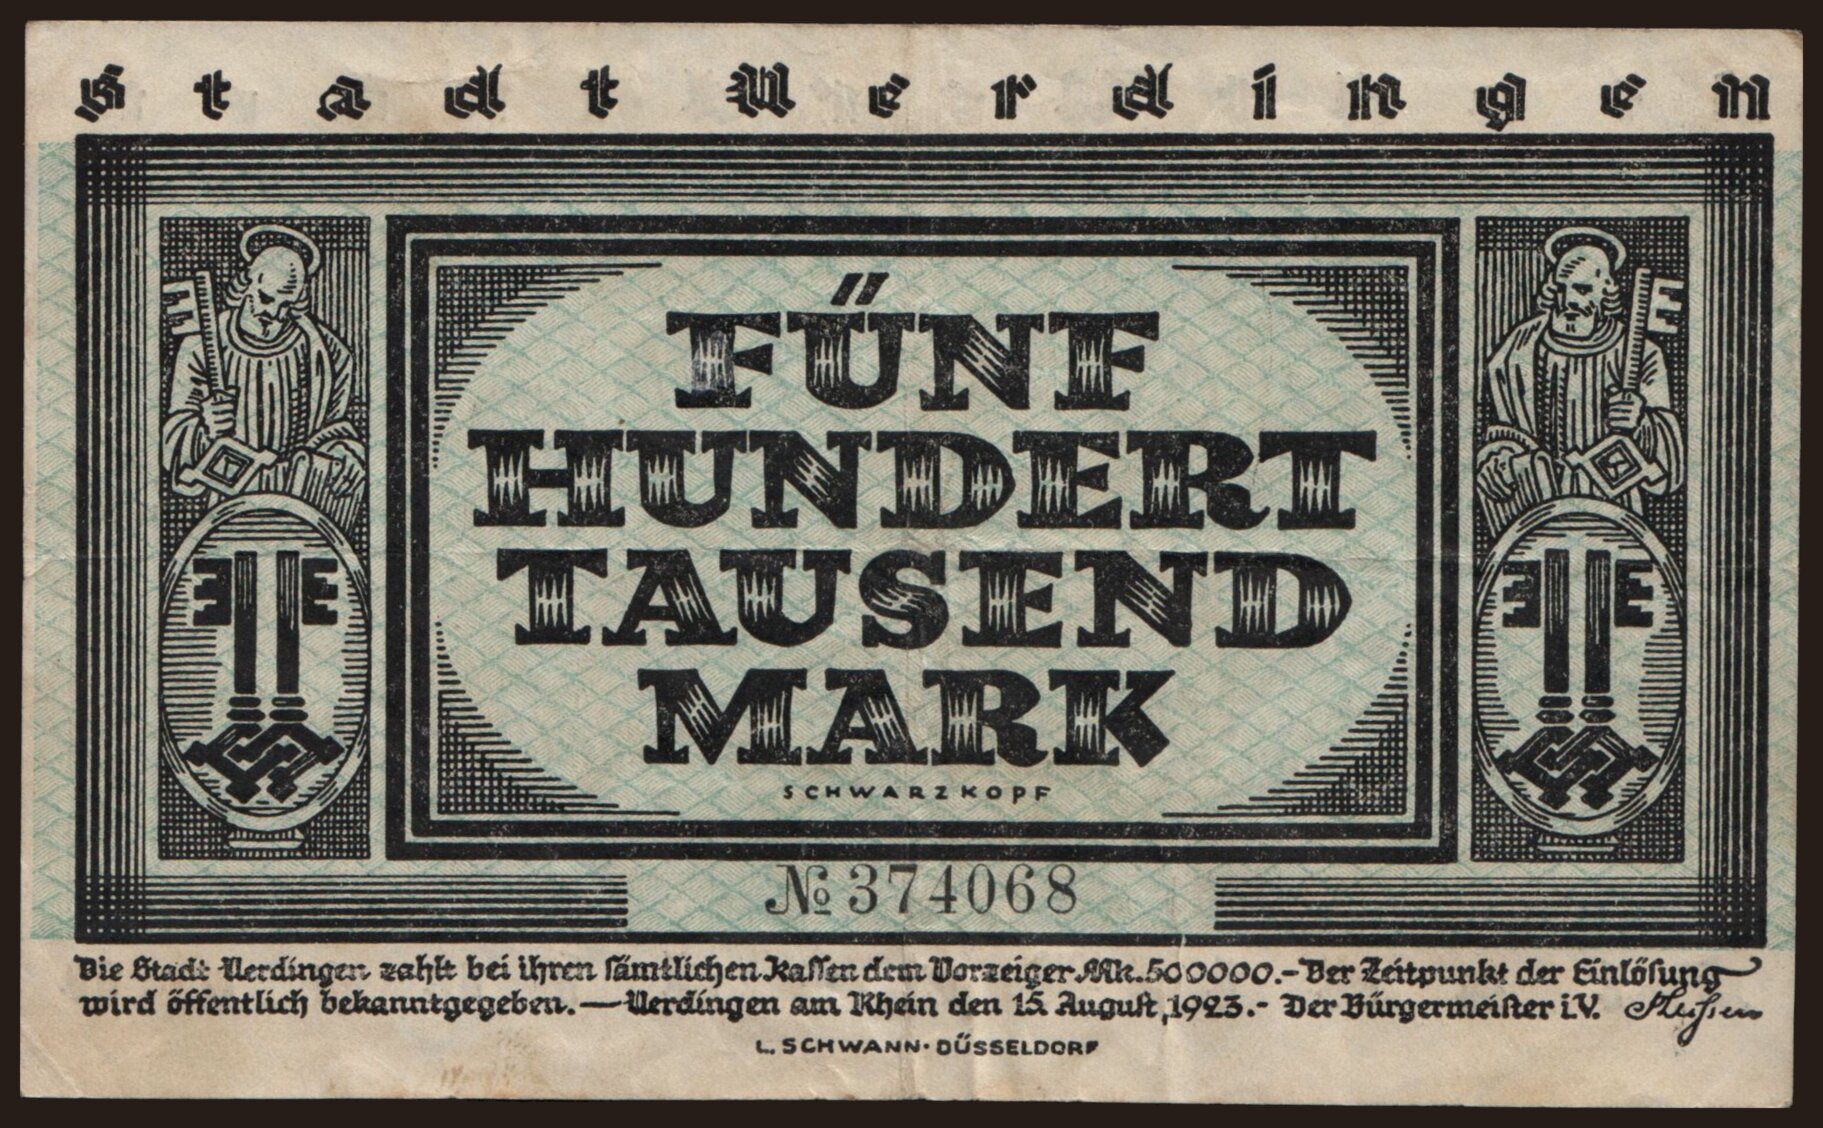 Stadt Uerdingen
FÜNF
HUNDERT
TAUSEND
MARK
SCHWARZKOPF
№ 374068
Die Stadt Uerdingen zahlt bei ihren sämtlichen Kassen dem Vorzeiger Mk. 500000.- Der Zeitpunkt der Einlösung
wird öffentlich bekanntgegeben. — Uerdingen am Rhein den 15. August, 1923.- Der Bürgermeister i.V.
L. SCHWANN · DÜSSELDORF